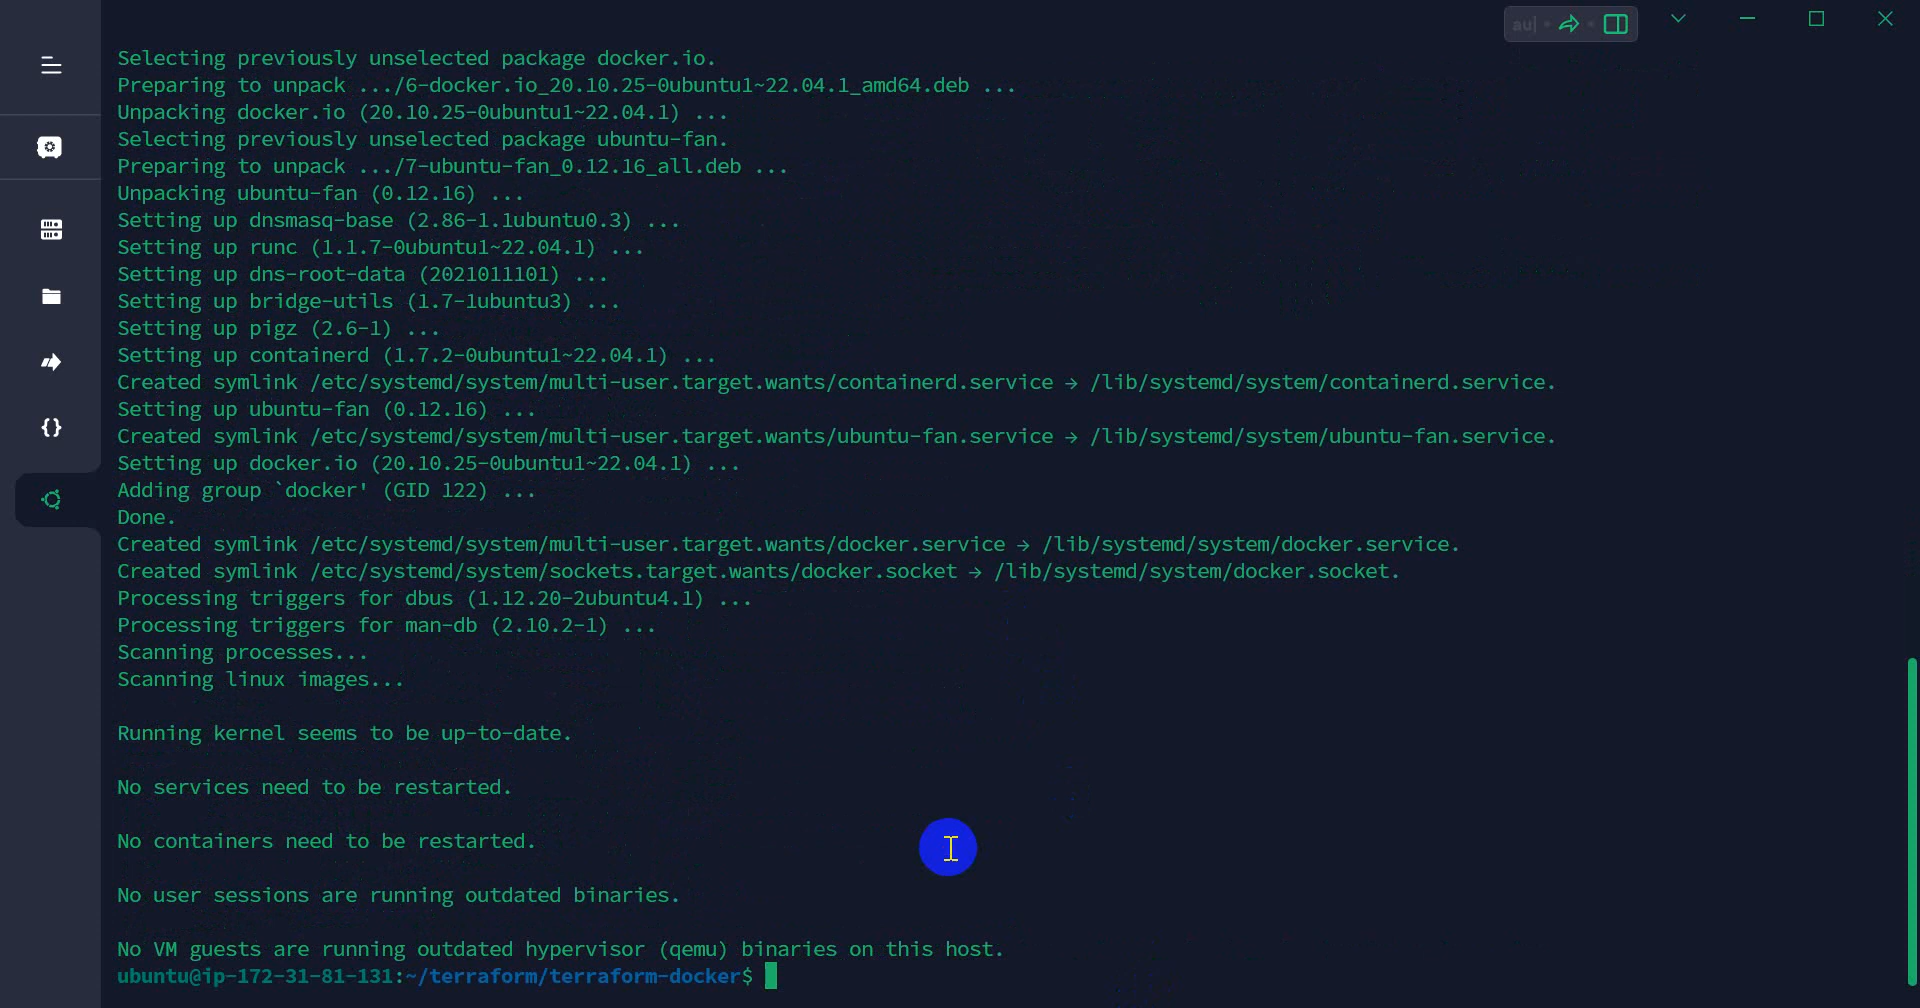 au|
Selecting previously unselected package docker.io.
Preparing to unpack .../6-docker.io_20.10.25-0ubuntu1~22.04.1_amd64.deb ...
Unpacking docker.io (20.10.25-0ubuntu1~22.04.1) ...
Selecting previously unselected package ubuntu-fan.
Preparing to unpack .../7-ubuntu-fan_0.12.16_all.deb ...
Unpacking ubuntu-fan (0.12.16) ...
Setting up dnsmasq-base (2.86-1.1ubuntu0.3) ...
Setting up runc (1.1.7-0ubuntu1~22.04.1) ...
Setting up dns-root-data (2021011101) ...
Setting up bridge-utils (1.7-1ubuntu3) ...
Setting up pigz (2.6-1) ...
Setting up containerd (1.7.2-0ubuntu1~22.04.1) ...
Created symlink /etc/systemd/system/multi-user.target.wants/containerd.service → /lib/systemd/system/containerd.service.
Setting up ubuntu-fan (0.12.16) ...
Created symlink /etc/systemd/system/multi-user.target.wants/ubuntu-fan.service → /lib/systemd/system/ubuntu-fan.service.
Setting up docker.io (20.10.25-0ubuntu1~22.04.1) ...
Adding group `docker' (GID 122) ...
Done.
Created symlink /etc/systemd/system/multi-user.target.wants/docker.service → /lib/systemd/system/docker.service.
Created symlink /etc/systemd/system/sockets.target.wants/docker.socket → /lib/systemd/system/docker.socket.
Processing triggers for dbus (1.12.20-2ubuntu4.1) ...
Processing triggers for man-db (2.10.2-1) ...
Scanning processes...
Scanning linux images...
Running kernel seems to be up-to-date.
No services need to be restarted.
No containers need to be restarted.
No user sessions are running outdated binaries.
No VM guests are running outdated hypervisor (qemu) binaries on this host.
ubuntu@ip-172-31-81-131:~/terraform/terraform-docker$